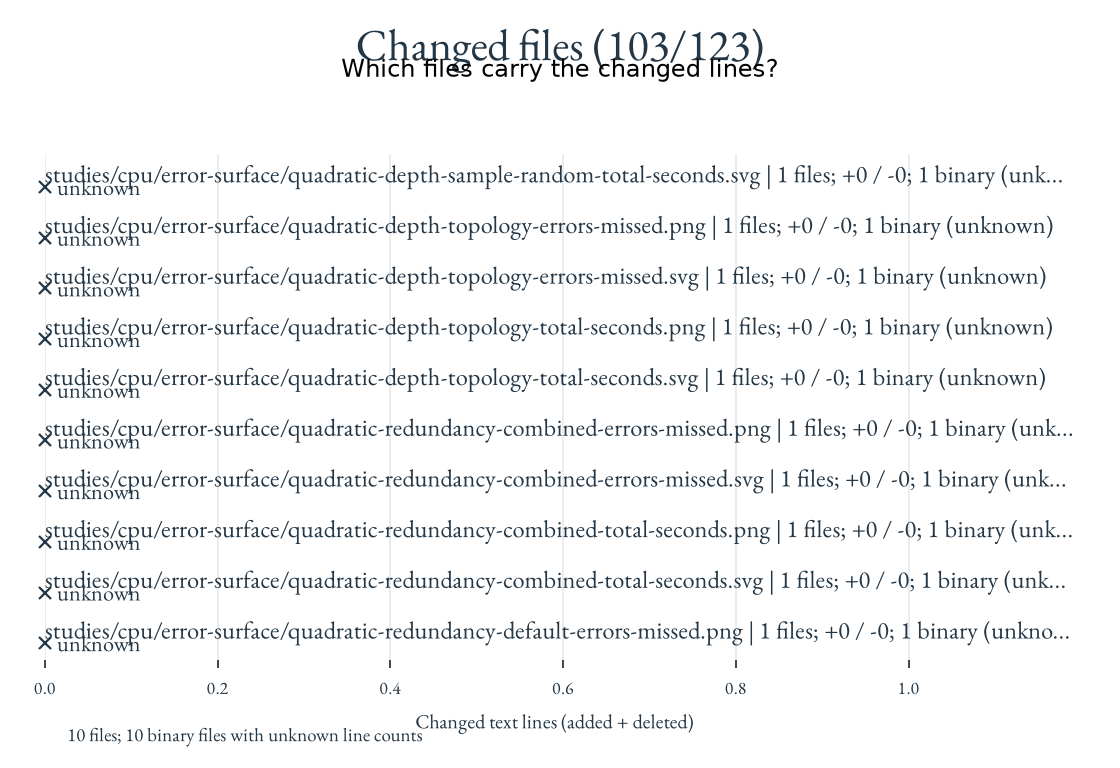 Changed files (103/123)
Which files carry the changed lines?
studies/cpu/error-surface/quadratic-depth-sample-random-total-seconds.svg | 1 files; +0 / -0; 1 binary (unk...
unknown
studies/cpu/error-surface/quadratic-depth-topology-errors-missed.png | 1 files; +0 / -0; 1 binary (unknown)
unknown
studies/cpu/error-surface/quadratic-depth-topology-errors-missed.svg | 1 files; +0 / -0; 1 binary (unknown)
unknown
studies/cpu/error-surface/quadratic-depth-topology-total-seconds.png | 1 files; +0 / -0; 1 binary (unknown)
unknown
studies/cpu/error-surface/quadratic-depth-topology-total-seconds.svg | 1 files; +0 / -0; 1 binary (unknown)
unknown
studies/cpu/error-surface/quadratic-redundancy-combined-errors-missed.png | 1 files; +0 / -0; 1 binary (unk...
unknown
studies/cpu/error-surface/quadratic-redundancy-combined-errors-missed.svg | 1 files; +0 / -0; 1 binary (unk...
unknown
studies/cpu/error-surface/quadratic-redundancy-combined-total-seconds.png | 1 files; +0 / -0; 1 binary (unk...
unknown
studies/cpu/error-surface/quadratic-redundancy-combined-total-seconds.svg | 1 files; +0 / -0; 1 binary (unk...
unknown
studies/cpu/error-surface/quadratic-redundancy-default-errors-missed.png | 1 files; +0 / -0; 1 binary (unkno...
unknown
0.0 0.2 0.4 0.6 0.8 1.0
Changed text lines (added + deleted)
10 files; 10 binary files with unknown line counts